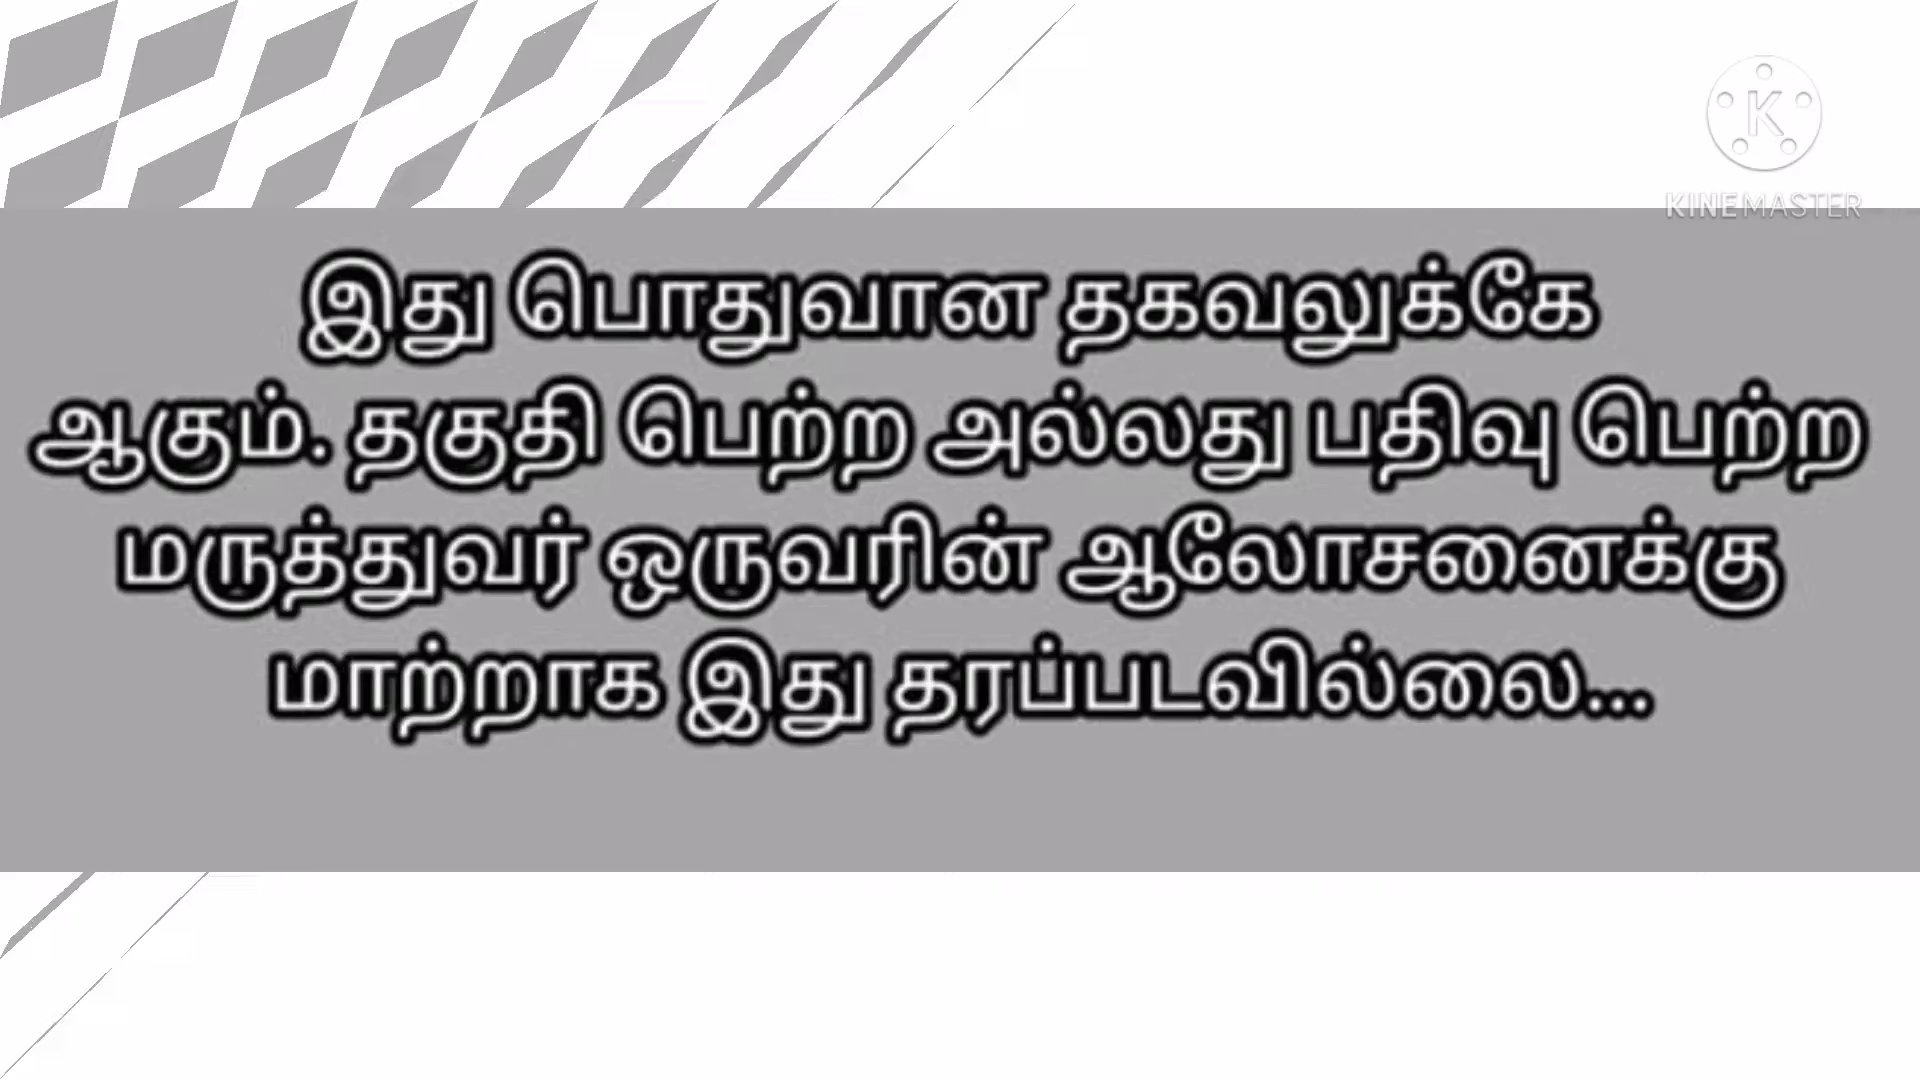 K
KINEMASTER
இது பொதுவான தகவலுக்கே
ஆகும். தகுதி பெற்ற அல்லது பதிவு பெற்ற
மருத்துவர் ஒருவரின் ஆலோசனைக்கு
மாற்றாக இது தரப்படவில்லை...